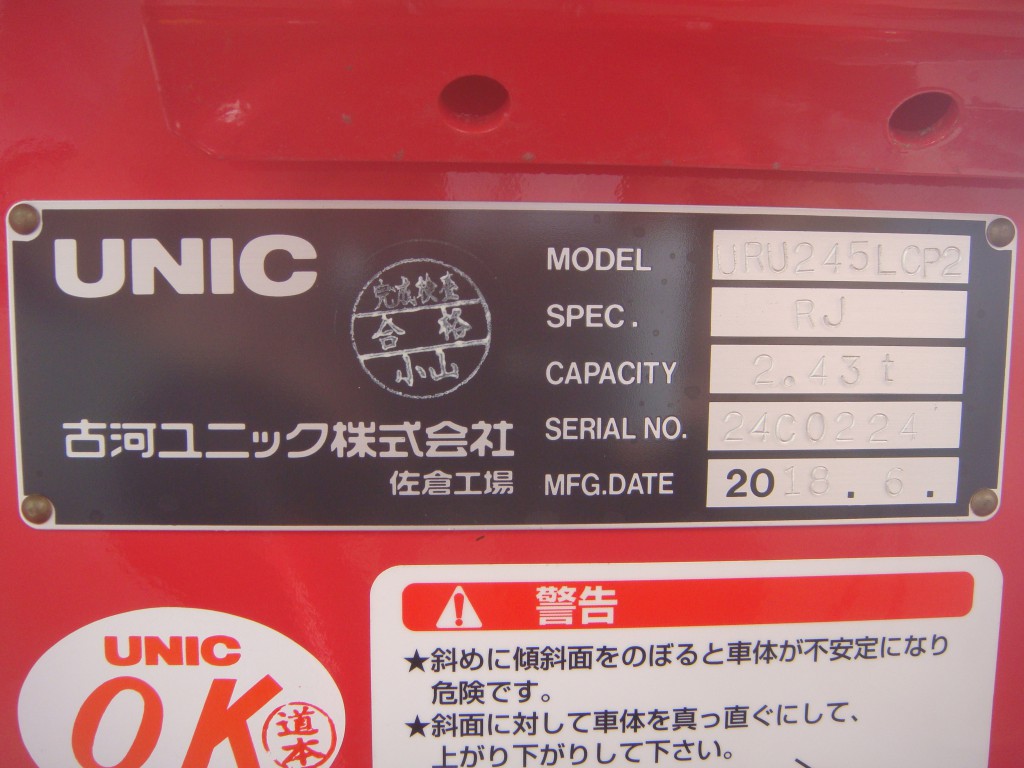 UNIC
完成検査
合格
小山
古河ユニック株式会社
佐倉工場
MODEL URU245LCP2
SPEC. RJ
CAPACITY 2.43t
SERIAL NO. 24C0224
MFG.DATE 2018.6.
UNIC
OK
道本
警告
★斜めに傾斜面をのぼると車体が不安定になり
危険です。
★斜面に対して車体を真っ直ぐにして、
上がり下がりして下さい。